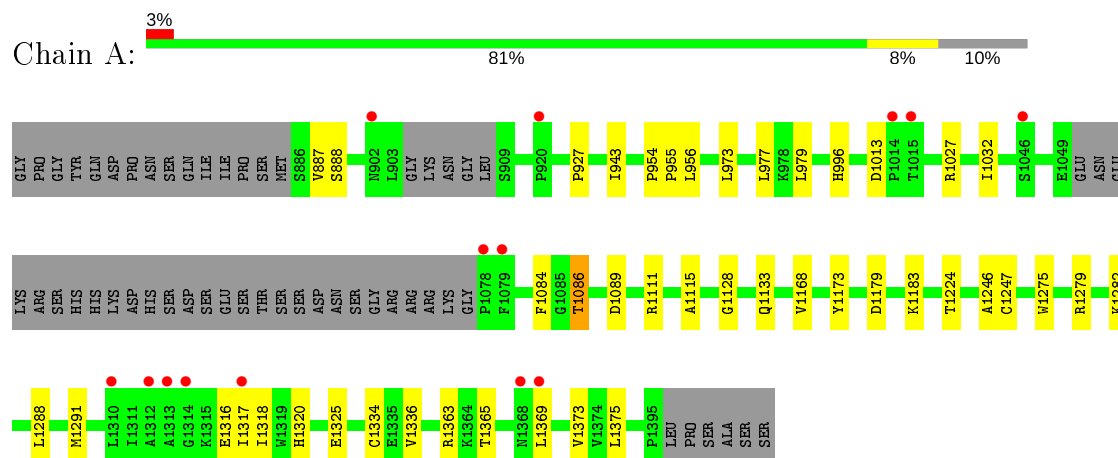 3%
Chain A:
81% 8% 10%
GLY PRO GLY TYR GLN ASP PRO ASN SER GLN ILE ILE PRO SER MET S886 V887 S888 N902 L903 GLY LYS ASN GLY LEU S909 P920 P927 I943 P954 P955 L956 L973 L977 K978 L979 H996 D1013 P1014 T1015 R1027 I1032 S1046 E1049 GLU ASN GLU
LYS ARG SER HIS HIS LYS ASP HIS SER ASP SER GLU SER THR SER SER ASP ASN SER GLY ARG ARG ARG LYS GLY P1078 F1079 F1084 G1085 T1086 D1089 R1111 A1115 G1128 Q1133 V1168 Y1173 D1179 K1183 T1224 A1246 C1247 W1275 R1279 K1282
L1288 M1291 L1310 I1311 A1312 A1313 G1314 K1315 E1316 I1317 I1318 W1319 H1320 E1325 C1334 E1335 V1336 R1363 K1364 T1365 N1368 L1369 V1373 V1374 L1375 P1395 LEU PRO SER ALA SER SER